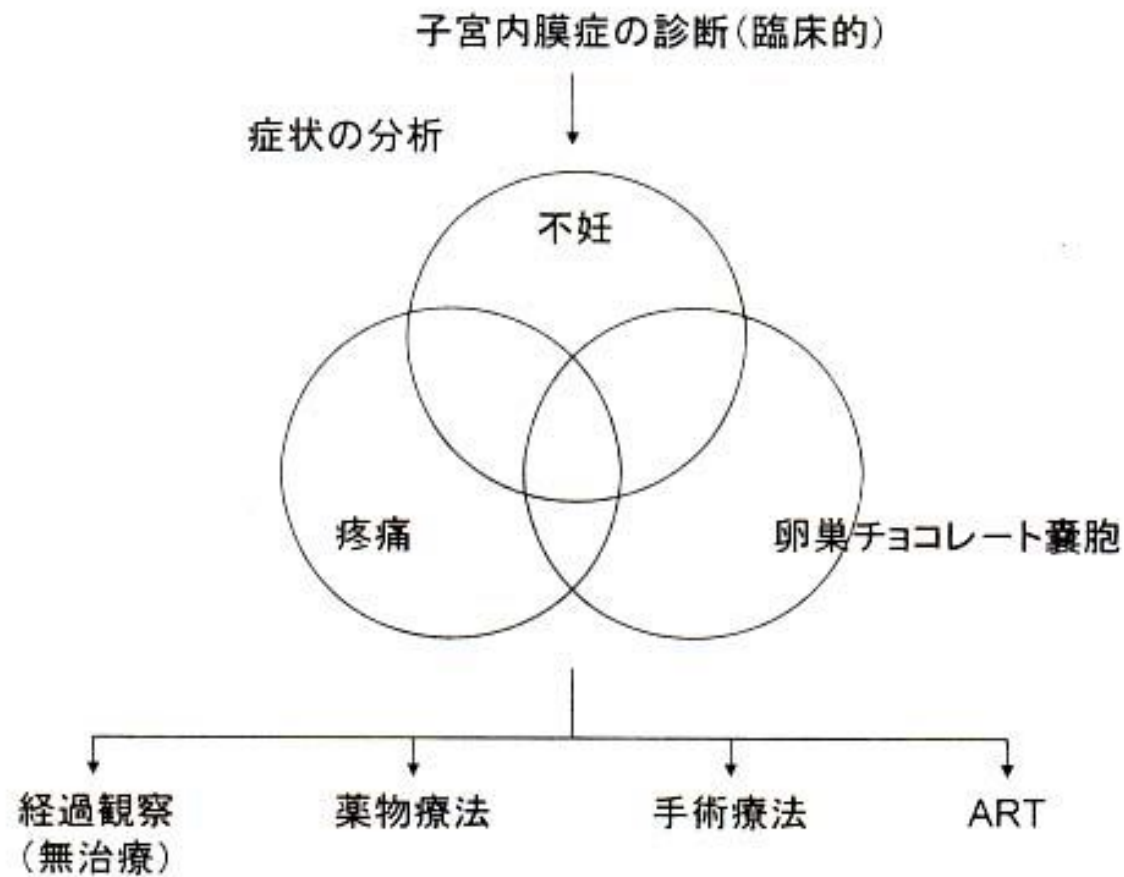 子宮内膜症の診断(臨床的)
症状の分析
不妊
疼痛
卵巣チョコレート嚢胞
経過観察
(無治療)
薬物療法
手術療法
ART